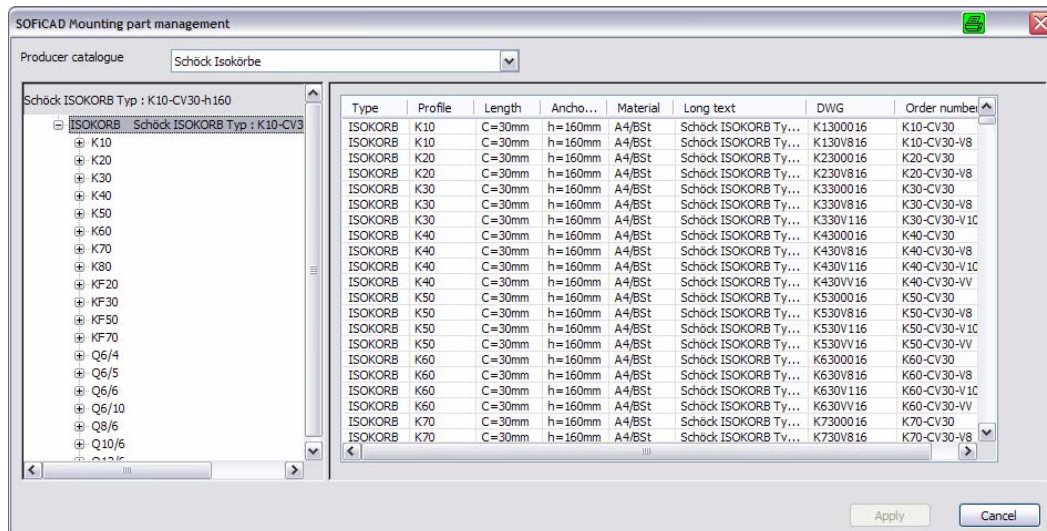 SOFiCAD Mounting part management
Producer catalogue Schöck Isokörbe
Schöck ISOKORB Typ : K10-CV30-h160
ISOKORB Schöck ISOKORB Typ : K10-CV3
K10
K20
K30
K40
K50
K60
K70
K80
KF20
KF30
KF50
KF70
Q6/4
Q6/5
Q6/6
Q6/10
Q8/6
Q10/6
Type Profile Length Ancho... Material Long text DWG Order number
ISOKORB K10 C=30mm h=160mm A4/BSt Schöck ISOKORB Ty... K1300016 K10-CV30
ISOKORB K10 C=30mm h=160mm A4/BSt Schöck ISOKORB Ty... K130V816 K10-CV30-V8
ISOKORB K20 C=30mm h=160mm A4/BSt Schöck ISOKORB Ty... K2300016 K20-CV30
ISOKORB K20 C=30mm h=160mm A4/BSt Schöck ISOKORB Ty... K230V816 K20-CV30-V8
ISOKORB K30 C=30mm h=160mm A4/BSt Schöck ISOKORB Ty... K3300016 K30-CV30
ISOKORB K30 C=30mm h=160mm A4/BSt Schöck ISOKORB Ty... K330V816 K30-CV30-V8
ISOKORB K30 C=30mm h=160mm A4/BSt Schöck ISOKORB Ty... K330V116 K30-CV30-V10
ISOKORB K40 C=30mm h=160mm A4/BSt Schöck ISOKORB Ty... K4300016 K40-CV30
ISOKORB K40 C=30mm h=160mm A4/BSt Schöck ISOKORB Ty... K430V816 K40-CV30-V8
ISOKORB K40 C=30mm h=160mm A4/BSt Schöck ISOKORB Ty... K430V116 K40-CV30-V10
ISOKORB K40 C=30mm h=160mm A4/BSt Schöck ISOKORB Ty... K430VV16 K40-CV30-VV
ISOKORB K50 C=30mm h=160mm A4/BSt Schöck ISOKORB Ty... K5300016 K50-CV30
ISOKORB K50 C=30mm h=160mm A4/BSt Schöck ISOKORB Ty... K530V816 K50-CV30-V8
ISOKORB K50 C=30mm h=160mm A4/BSt Schöck ISOKORB Ty... K530V116 K50-CV30-V10
ISOKORB K50 C=30mm h=160mm A4/BSt Schöck ISOKORB Ty... K530VV16 K50-CV30-VV
ISOKORB K60 C=30mm h=160mm A4/BSt Schöck ISOKORB Ty... K6300016 K60-CV30
ISOKORB K60 C=30mm h=160mm A4/BSt Schöck ISOKORB Ty... K630V816 K60-CV30-V8
ISOKORB K60 C=30mm h=160mm A4/BSt Schöck ISOKORB Ty... K630V116 K60-CV30-V10
ISOKORB K60 C=30mm h=160mm A4/BSt Schöck ISOKORB Ty... K630VV16 K60-CV30-VV
ISOKORB K70 C=30mm h=160mm A4/BSt Schöck ISOKORB Ty... K7300016 K70-CV30
ISOKORB K70 C=30mm h=160mm A4/BSt Schöck ISOKORB Ty... K730V816 K70-CV30-V8
Apply Cancel